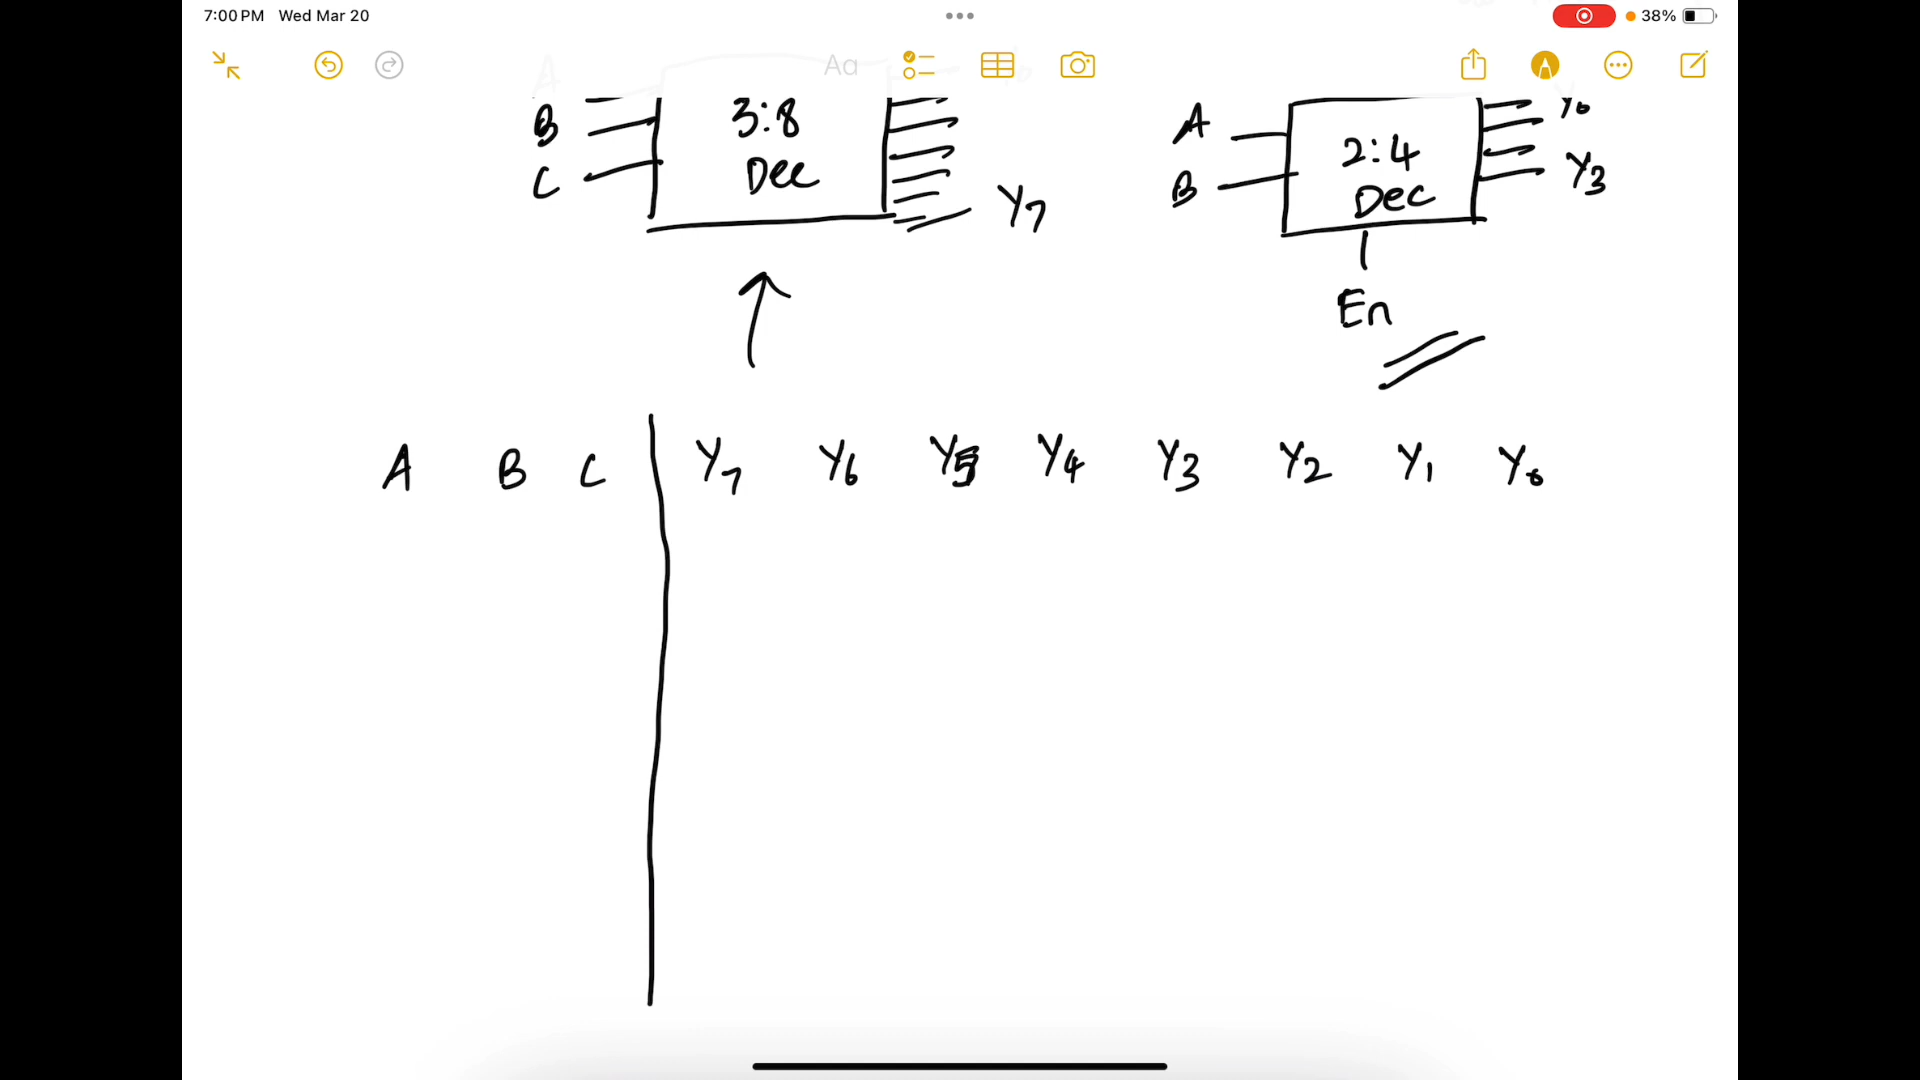 7:00 PM Wed Mar 20
38%
Aa
A
B
C
3:8
Dec
Y7
A
B
2:4
Dec
Y0
Y3
En
A B C Y7 Y6 Y5 Y4 Y3 Y2 Y1 Y0